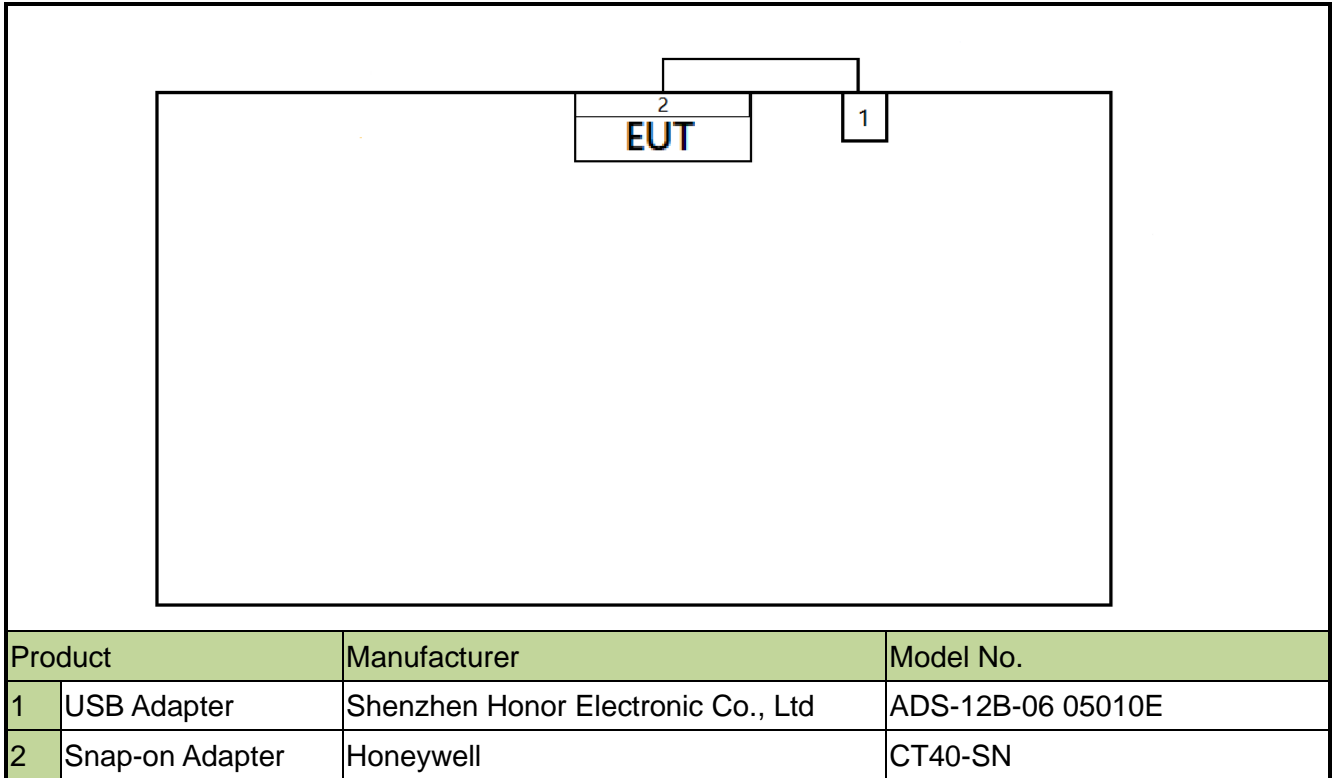 2
EUT
1
Product Manufacturer Model No.
1 USB Adapter Shenzhen Honor Electronic Co., Ltd ADS-12B-06 05010E
2 Snap-on Adapter Honeywell CT40-SN